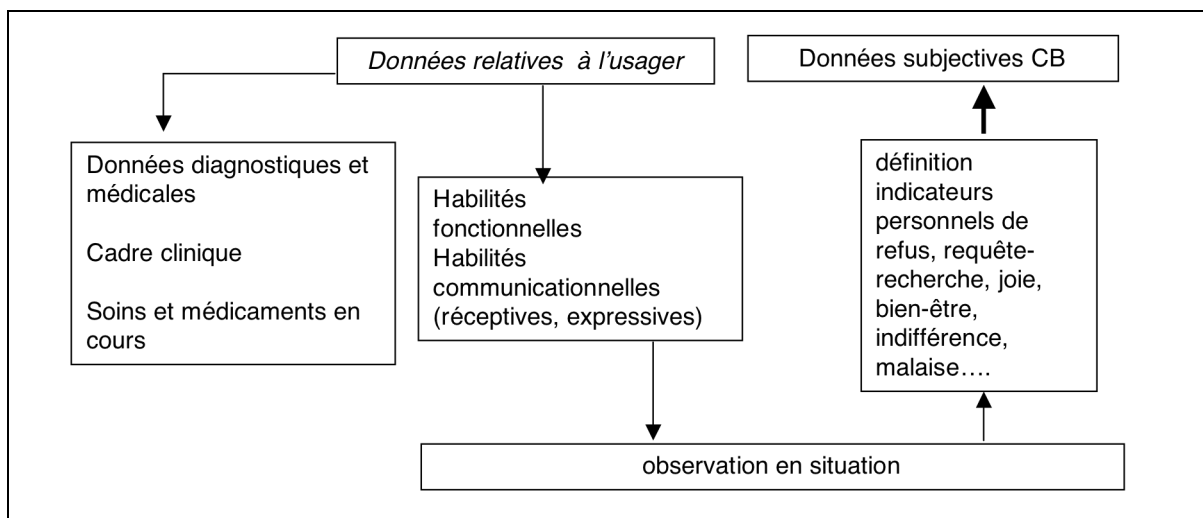 Données relatives à l'usager
Données subjectives CB
Données diagnostiques et
médicales
Cadre clinique
Soins et médicaments en
cours
Habilités
fonctionnelles
Habilités
communicationnelles
(réceptives, expressives)
définition
indicateurs
personnels de
refus, requête-
recherche, joie,
bien-être,
indifférence,
malaise….
observation en situation